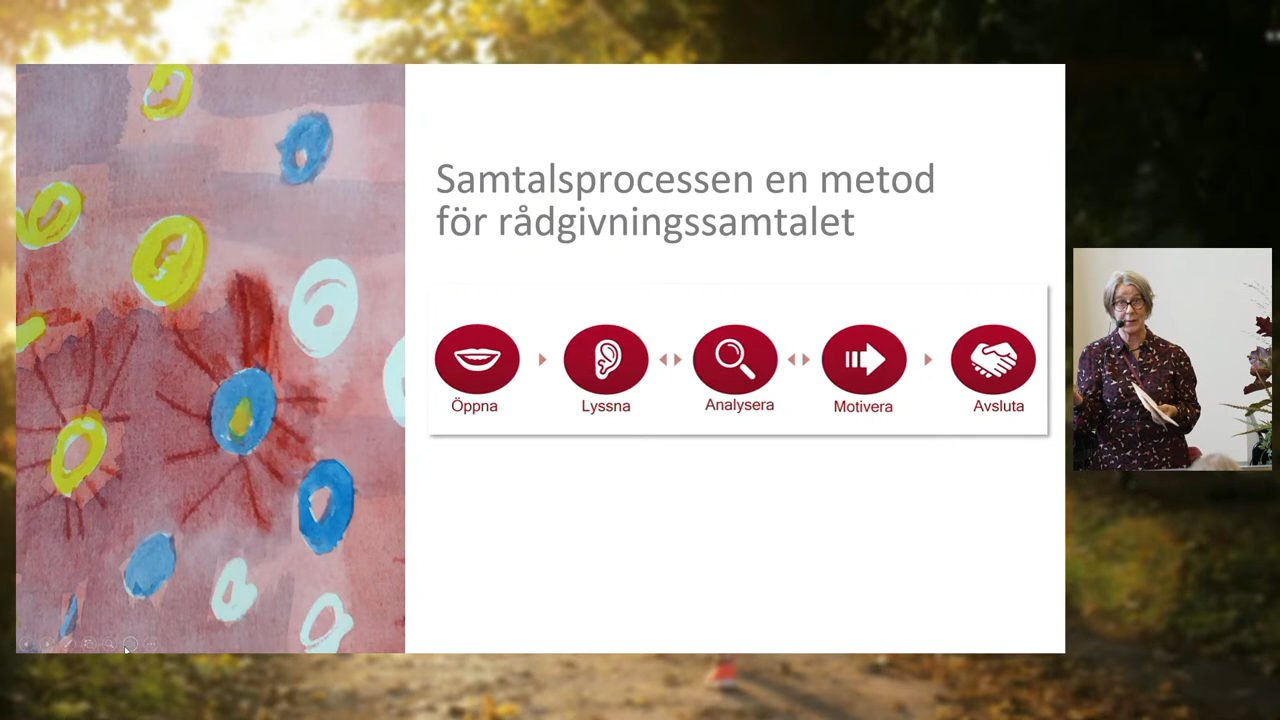 Samtalsprocessen en metod
för rådgivningssamtalet
Öppna
Lyssna
Analysera
Motivera
Avsluta